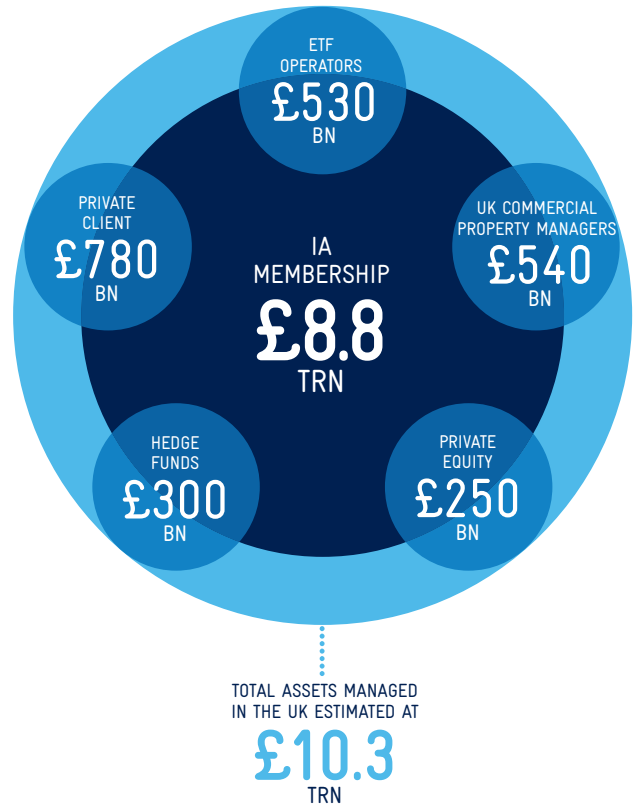 ETF
OPERATORS
£530
BN
PRIVATE
CLIENT
£780
BN
UK COMMERCIAL
PROPERTY MANAGERS
£540
BN
IA
MEMBERSHIP
£8.8
TRN
HEDGE
FUNDS
£300
BN
PRIVATE
EQUITY
£250
BN
TOTAL ASSETS MANAGED
IN THE UK ESTIMATED AT
£10.3
TRN